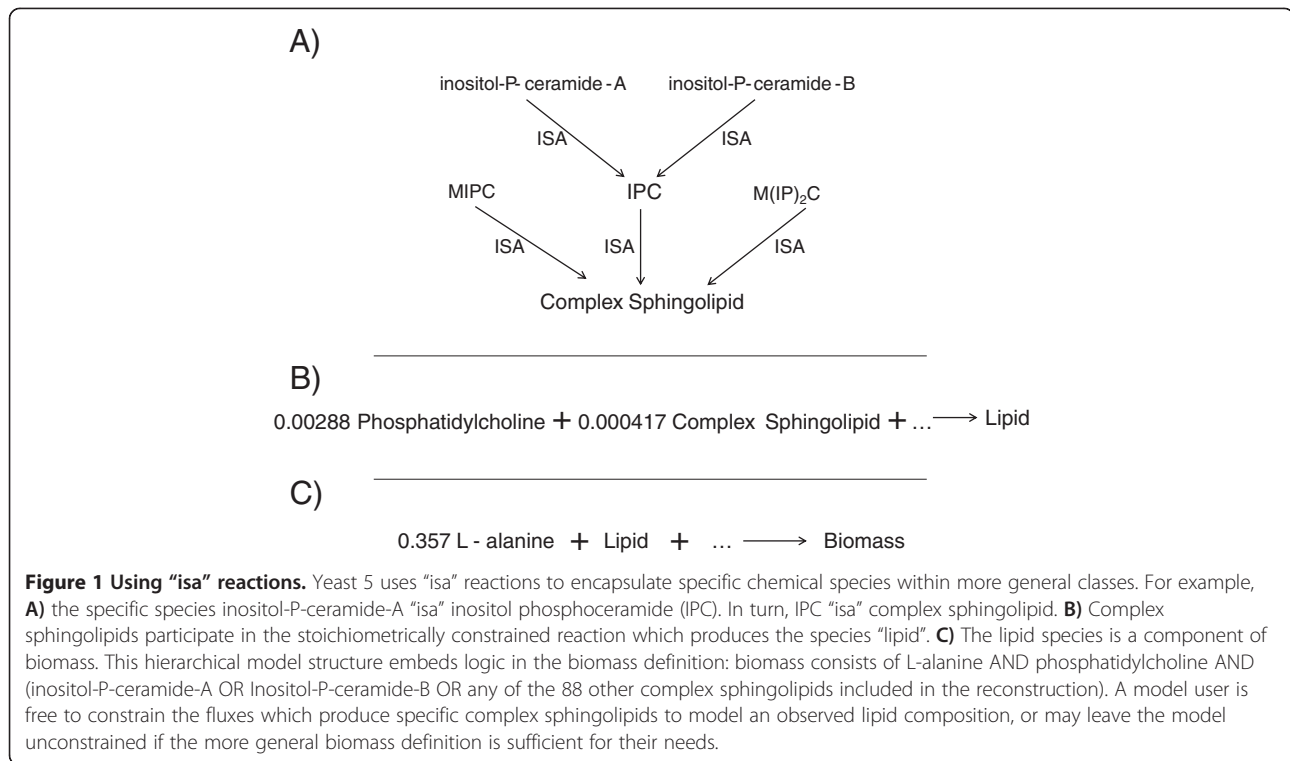 A)
inositol-P- ceramide -A inositol-P- ceramide -B
ISA ISA
MIPC IPC M(IP)₂C
ISA ISA ISA
Complex Sphingolipid
B)
0.00288 Phosphatidylcholine + 0.000417 Complex Sphingolipid + ... → Lipid
C)
0.357 L - alanine + Lipid + ... → Biomass
Figure 1 Using “isa” reactions. Yeast 5 uses “isa” reactions to encapsulate specific chemical species within more general classes. For example,
A) the specific species inositol-P-ceramide-A “isa” inositol phosphoceramide (IPC). In turn, IPC “isa” complex sphingolipid. B) Complex
sphingolipids participate in the stoichiometrically constrained reaction which produces the species “lipid”. C) The lipid species is a component of
biomass. This hierarchical model structure embeds logic in the biomass definition: biomass consists of L-alanine AND phosphatidylcholine AND
(inositol-P-ceramide-A OR Inositol-P-ceramide-B OR any of the 88 other complex sphingolipids included in the reconstruction). A model user is
free to constrain the fluxes which produce specific complex sphingolipids to model an observed lipid composition, or may leave the model
unconstrained if the more general biomass definition is sufficient for their needs.